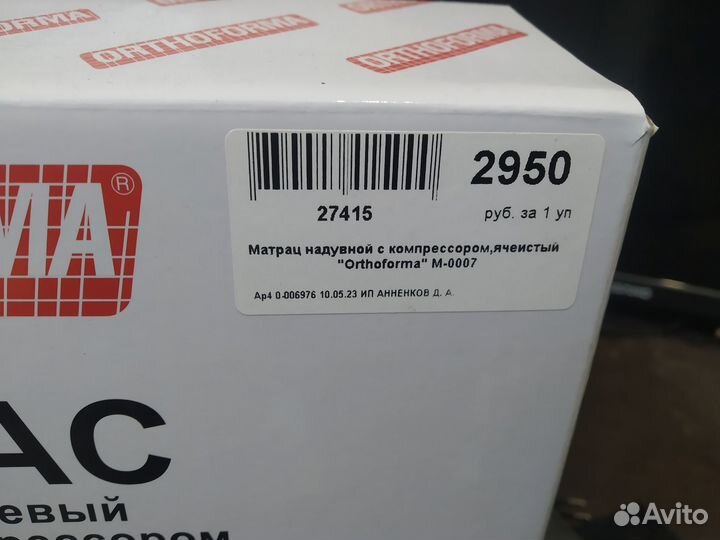 ORTHOFORMA
ORTHOFORMA
ORTHOFORMA
MA®
2950
27415
руб. за 1 уп
Матрац надувной с компрессором,ячеистый
"Orthoforma" М-0007
Ар4 0-006976 10.05.23 ИП АННЕНКОВ Д. А.
АС
евый
рессором
Avito